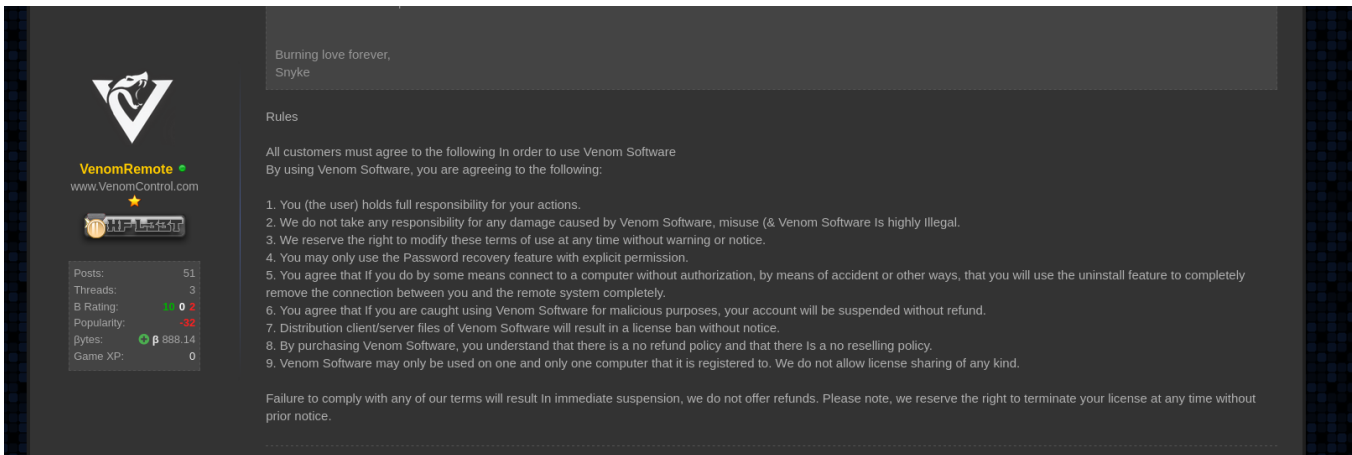 Burning love forever,
Snyke
VenomRemote
www.VenomControl.com
HF L33T
Posts: 51
Threads: 3
B Rating: 10 0 2
Popularity: -32
βytes: β 888.14
Game XP: 0
Rules
All customers must agree to the following In order to use Venom Software
By using Venom Software, you are agreeing to the following:
1. You (the user) holds full responsibility for your actions.
2. We do not take any responsibility for any damage caused by Venom Software, misuse (& Venom Software Is highly Illegal.
3. We reserve the right to modify these terms of use at any time without warning or notice.
4. You may only use the Password recovery feature with explicit permission.
5. You agree that If you do by some means connect to a computer without authorization, by means of accident or other ways, that you will use the uninstall feature to completely
remove the connection between you and the remote system completely.
6. You agree that If you are caught using Venom Software for malicious purposes, your account will be suspended without refund.
7. Distribution client/server files of Venom Software will result in a license ban without notice.
8. By purchasing Venom Software, you understand that there is a no refund policy and that there Is a no reselling policy.
9. Venom Software may only be used on one and only one computer that it is registered to. We do not allow license sharing of any kind.
Failure to comply with any of our terms will result In immediate suspension, we do not offer refunds. Please note, we reserve the right to terminate your license at any time without
prior notice.